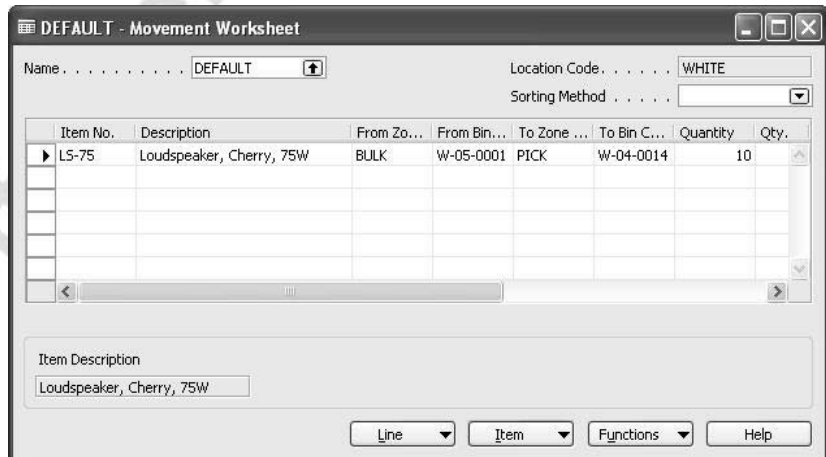 DEFAULT - Movement Worksheet
Name . . . . . . . . . . . DEFAULT
Location Code. . . . . . WHITE
Sorting Method . . . . .
Item No. Description From Zo... From Bin... To Zone ... To Bin C... Quantity Qty.
LS-75 Loudspeaker, Cherry, 75W BULK W-05-0001 PICK W-04-0014 10
Item Description
Loudspeaker, Cherry, 75W
Line Item Functions Help